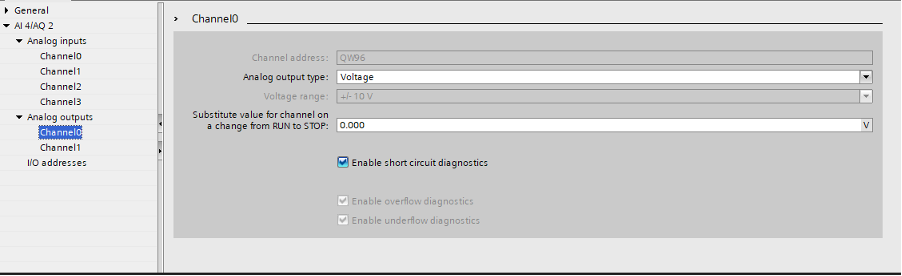 General
AI 4/AQ 2
Analog inputs
Channel0
Channel1
Channel2
Channel3
Analog outputs
Channel0
Channel1
I/O addresses
Channel0
Channel address: QW96
Analog output type: Voltage
Voltage range: +/- 10 V
Substitute value for channel on
a change from RUN to STOP: 0.000 V
Enable short circuit diagnostics
Enable overflow diagnostics
Enable underflow diagnostics